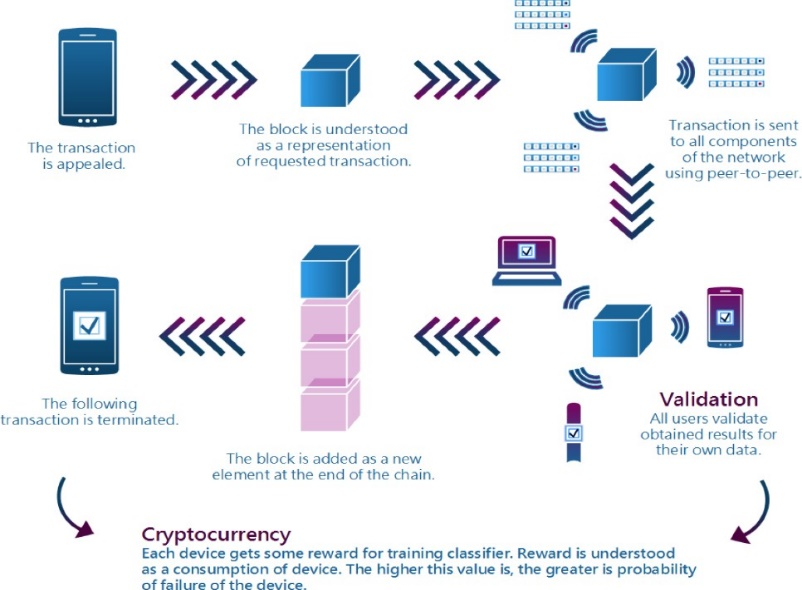 The transaction
is appealed.
The block is understood
as a representation
of requested transaction.
Transaction is sent
to all components
of the network
using peer-to-peer.
The following
transaction is terminated.
The block is added as a new
element at the end of the chain.
Validation
All users validate
obtained results for
their own data.
Cryptocurrency
Each device gets some reward for training classifier. Reward is understood
as a consumption of device. The higher this value is, the greater is probability
of failure of the device.